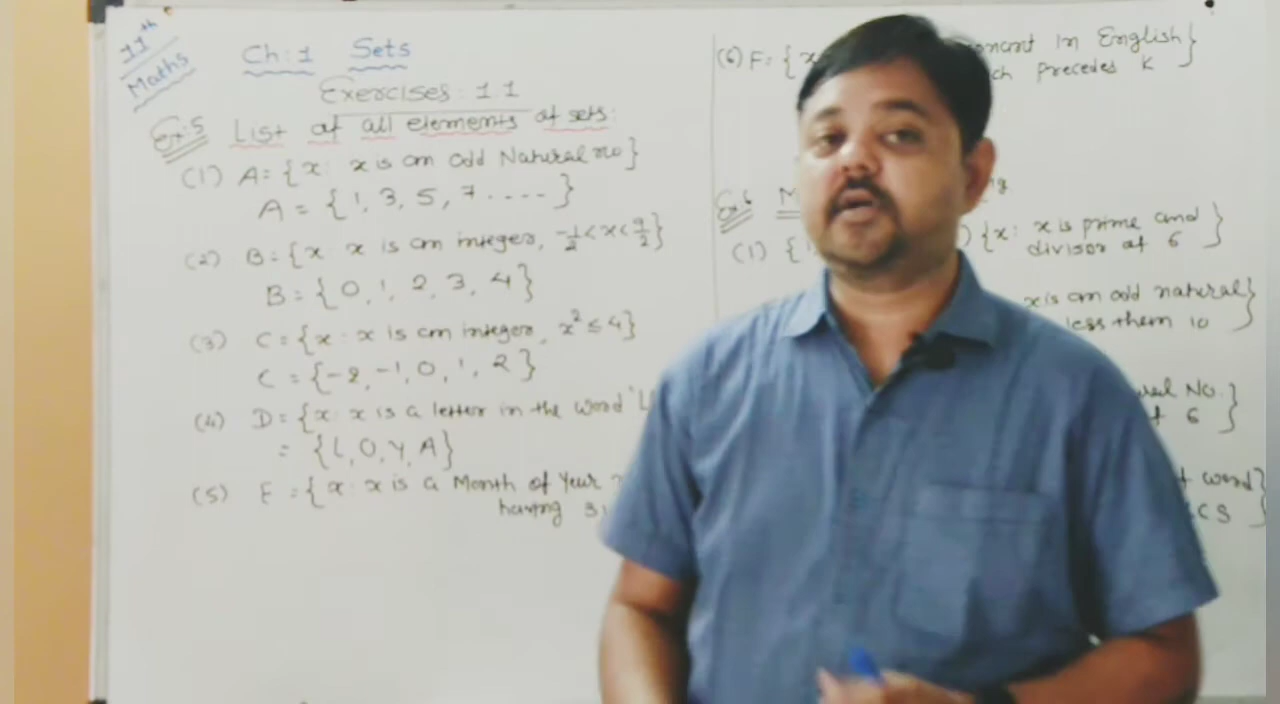 11th
Maths
Ch:1 Sets
Exercises: 1.1
Ex:5 List of all elements of sets:
(1) A={x: x is an odd Natural no}
A = {1, 3, 5, 7 .....}
(2) B={x: x is an integer, -1/2 < x < 9/2}
B={0, 1, 2, 3, 4}
(3) C={x: x is an integer, x² ≤ 4}
C={-2, -1, 0, 1, 2}
(4) D={x: x is a letter in the word
= {L, O, Y, A}
(5) E={x: x is a Month of Year
having
(6) F={x
in English}
precedes K
Ex:6
(1) {
{x: x is prime and
divisor of 6}
x is an odd natural}
less them 10
No.}
6
word}
CS